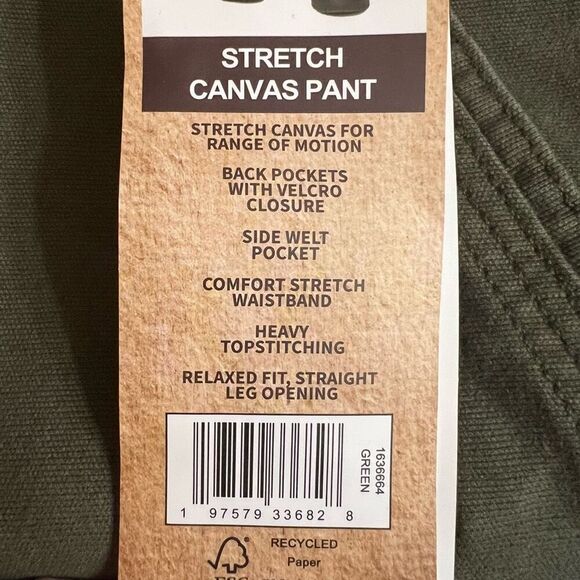 STRETCH
CANVAS PANT
STRETCH CANVAS FOR
RANGE OF MOTION
BACK POCKETS
WITH VELCRO
CLOSURE
SIDE WELT
POCKET
COMFORT STRETCH
WAISTBAND
HEAVY
TOPSTITCHING
RELAXED FIT, STRAIGHT
LEG OPENING
1636664
GREEN
1 97579 33682 8
RECYCLED
Paper